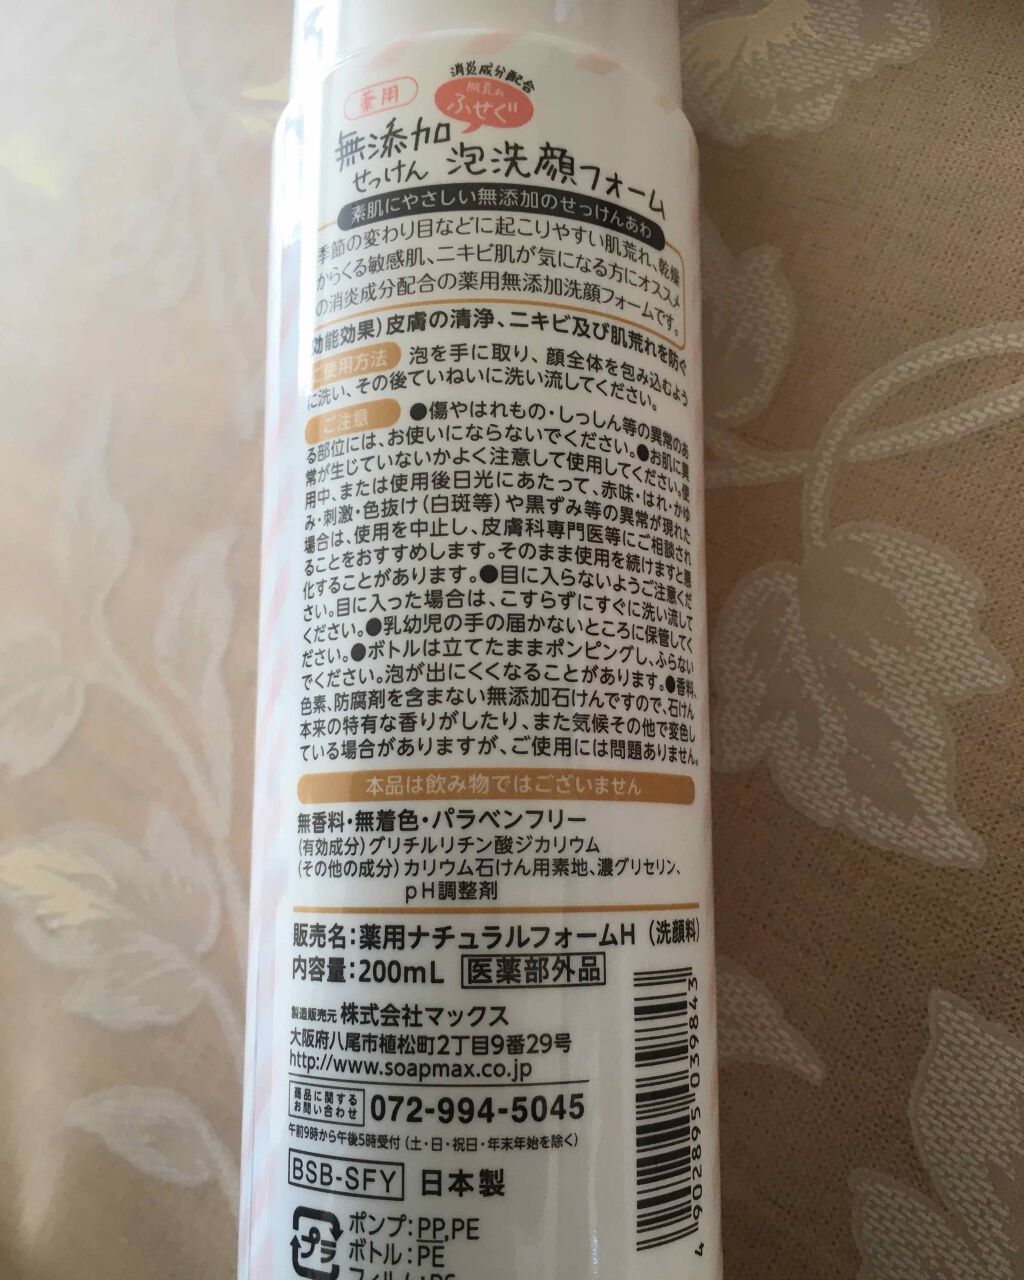 薬用
消炎成分配合
肌荒れ
ふせぐ
無添加
せっけん 泡洗顔フォーム
素肌にやさしい無添加のせっけんあわ
季節の変わり目などに起こりやすい肌荒れ、乾燥
からくる敏感肌、ニキビ肌が気になる方にオススメ
の消炎成分配合の薬用無添加洗顔フォームです。
効能効果)皮膚の清浄、ニキビ及び肌荒れを防ぐ
ご使用方法 泡を手に取り、顔全体を包み込むよう
に洗い、その後ていねいに洗い流してください。
ご注意 ●傷やはれもの・しっしん等の異常のあ
る部位には、お使いにならないでください。●お肌に異
常が生じていないかよく注意して使用してください。使
用中、または使用後日光にあたって、赤味・はれ・かゆ
み・刺激・色抜け(白斑等)や黒ずみ等の異常が現れた
場合は、使用を中止し、皮膚科専門医等にご相談され
ることをおすすめします。そのまま使用を続けますと悪
化することがあります。●目に入らないようご注意くだ
さい。目に入った場合は、こすらずにすぐに洗い流して
ください。●乳幼児の手の届かないところに保管してく
ださい。●ボトルは立てたままポンピングし、ふらない
でください。泡が出にくくなることがあります。●香料、
色素、防腐剤を含まない無添加石けんですので、石けん
本来の特有な香りがしたり、また気候その他で変色し
ている場合がありますが、ご使用には問題ありません。
本品は飲み物ではございません
無香料・無着色・パラベンフリー
(有効成分)グリチルリチン酸ジカリウム
(その他の成分)カリウム石けん用素地、濃グリセリン、
pH調整剤
販売名:薬用ナチュラルフォームH(洗顔料)
内容量:200mL 医薬部外品
製造販売元 株式会社マックス
大阪府八尾市植松町2丁目9番29号
http://www.soapmax.co.jp
商品に関する
お問い合わせ 072-994-5045
午前9時から午後5時受付(土・日・祝日・年末年始を除く)
BSB-SFY 日本製
プラ
ポンプ:PP,PE
ボトル:PE
4 902895 039843